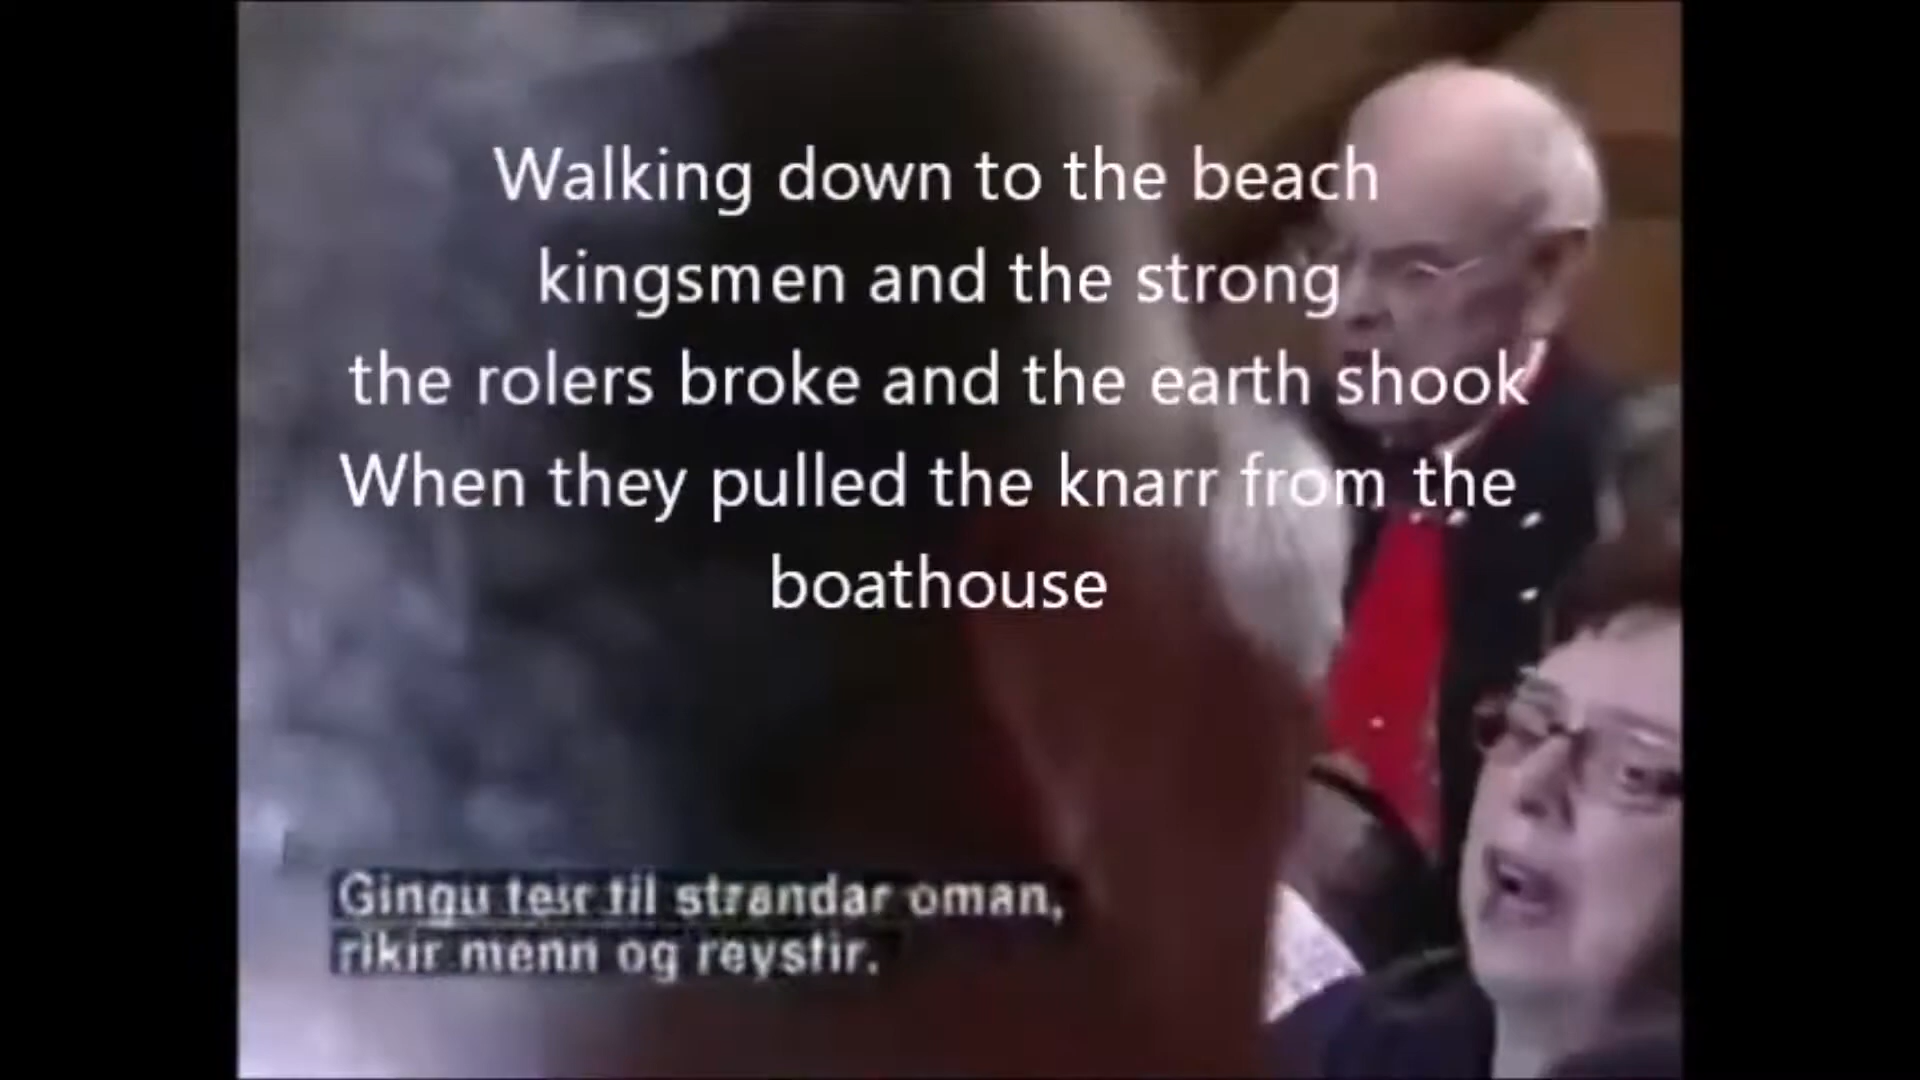 Walking down to the beach
kingsmen and the strong
the rolers broke and the earth shook
When they pulled the knarr from the
boathouse
Gingu teir til strandar oman,
rikir menn og reystir.